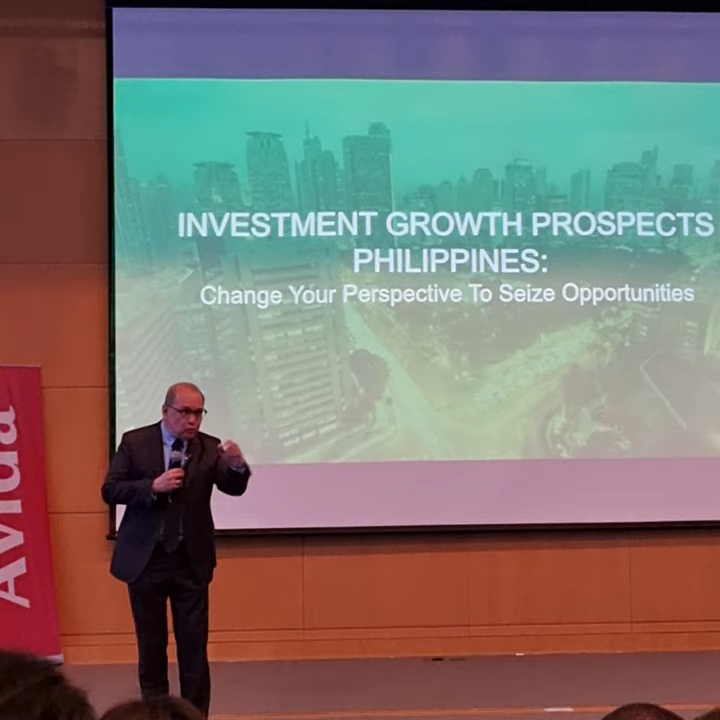 INVESTMENT GROWTH PROSPECTS
PHILIPPINES:
Change Your Perspective To Seize Opportunities
Avida